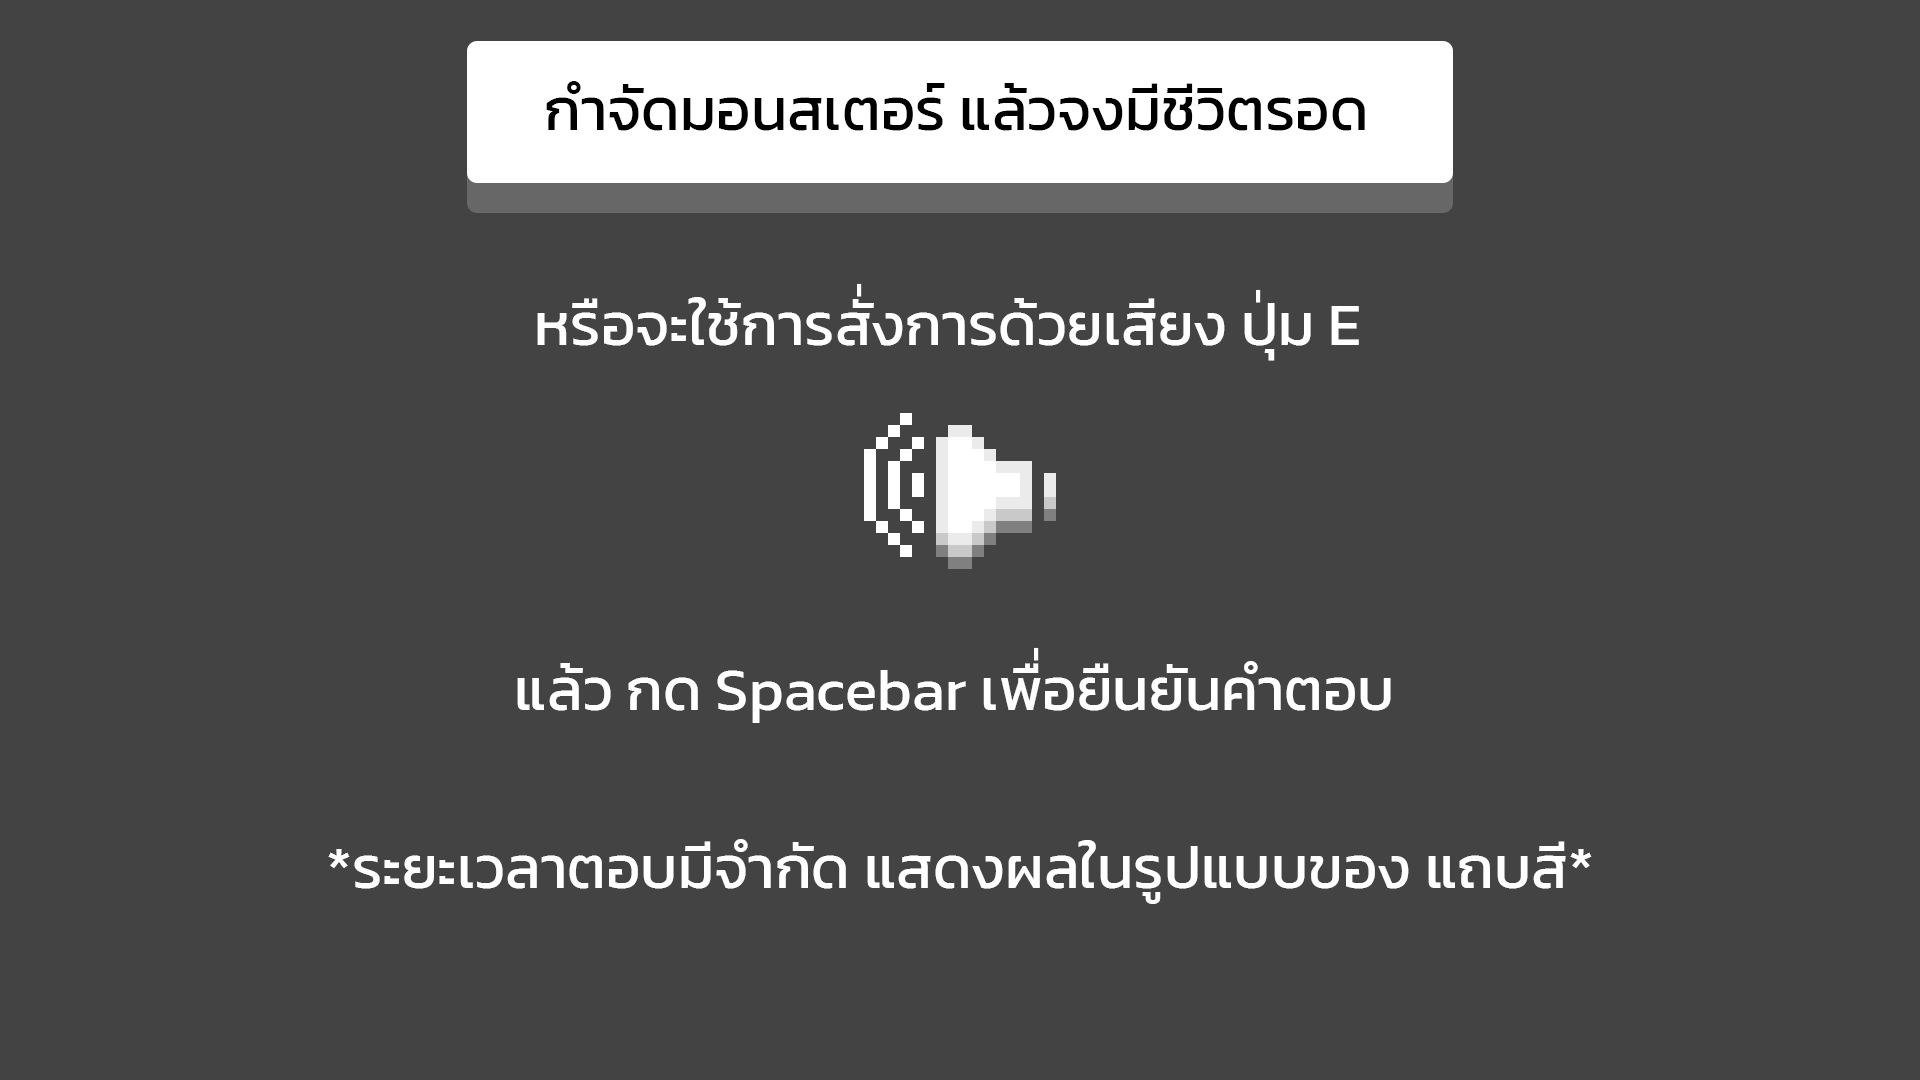 กำจัดมอนสเตอร์ แล้วจงมีชีวิตรอด
หรือจะใช้การสั่งการด้วยเสียง ปุ่ม E
แล้ว กด Spacebar เพื่อยืนยันคำตอบ
*ระยะเวลาตอบมีจำกัด แสดงผลในรูปแบบของ แถบสี*